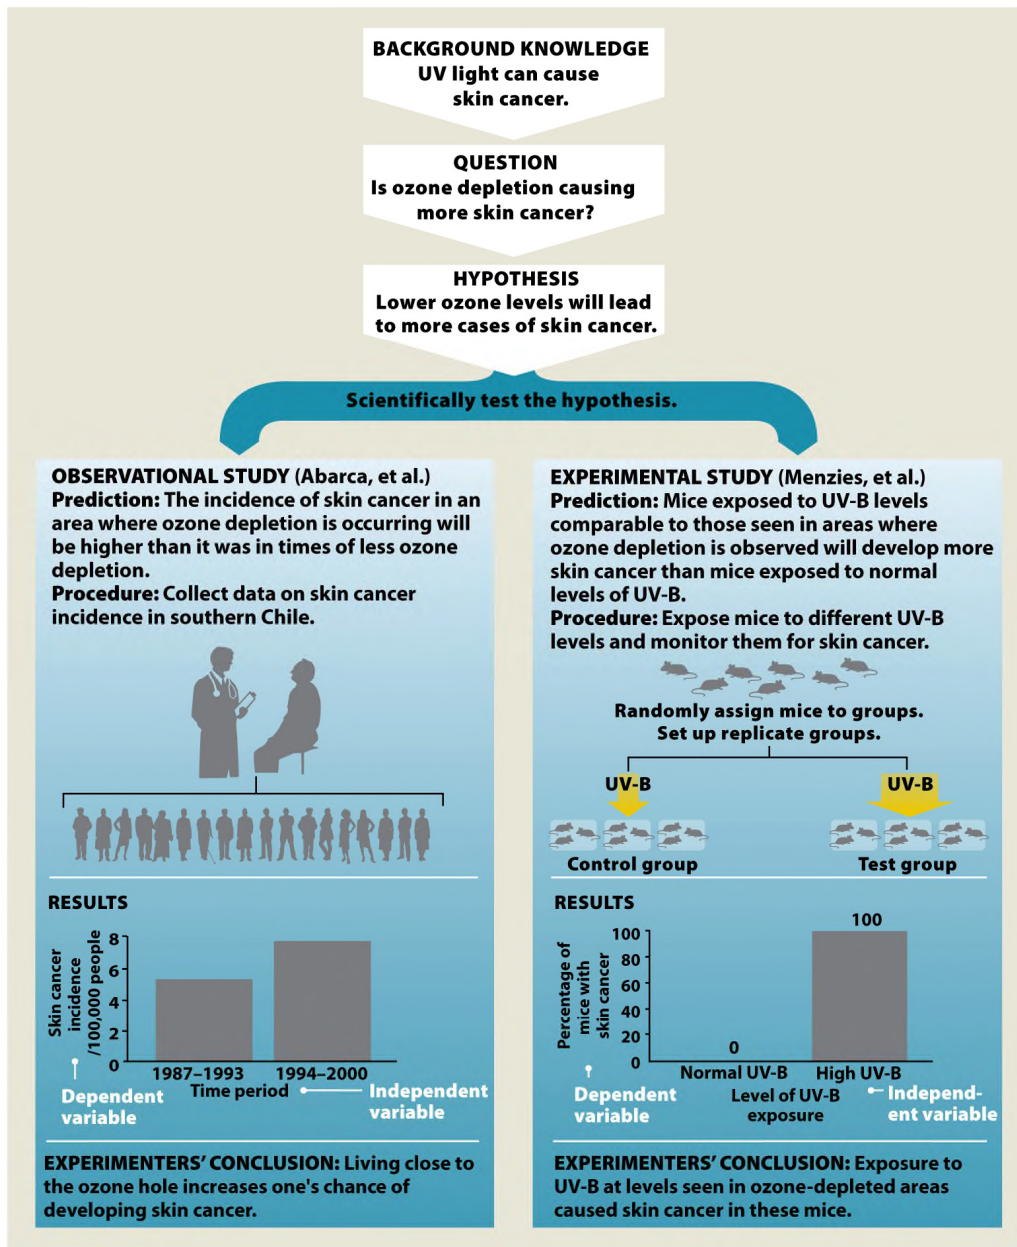 BACKGROUND KNOWLEDGE
UV light can cause
skin cancer.
QUESTION
Is ozone depletion causing
more skin cancer?
HYPOTHESIS
Lower ozone levels will lead
to more cases of skin cancer.
Scientifically test the hypothesis.
OBSERVATIONAL STUDY (Abarca, et al.)
Prediction: The incidence of skin cancer in an
area where ozone depletion is occurring will
be higher than it was in times of less ozone
depletion.
Procedure: Collect data on skin cancer
incidence in southern Chile.
RESULTS
Skin cancer
incidence
/100,000 people
8
6
4
2
0
1987–1993
1994–2000
Time period
Dependent
variable
Independent
variable
EXPERIMENTERS' CONCLUSION: Living close to
the ozone hole increases one's chance of
developing skin cancer.
EXPERIMENTAL STUDY (Menzies, et al.)
Prediction: Mice exposed to UV-B levels
comparable to those seen in areas where
ozone depletion is observed will develop more
skin cancer than mice exposed to normal
levels of UV-B.
Procedure: Expose mice to different UV-B
levels and monitor them for skin cancer.
Randomly assign mice to groups.
Set up replicate groups.
UV-B
UV-B
Control group
Test group
RESULTS
Percentage of
mice with
skin cancer
100
80
60
40
20
0
0
100
Normal UV-B
High UV-B
Level of UV-B
exposure
Dependent
variable
Independ-
ent variable
EXPERIMENTERS' CONCLUSION: Exposure to
UV-B at levels seen in ozone-depleted areas
caused skin cancer in these mice.